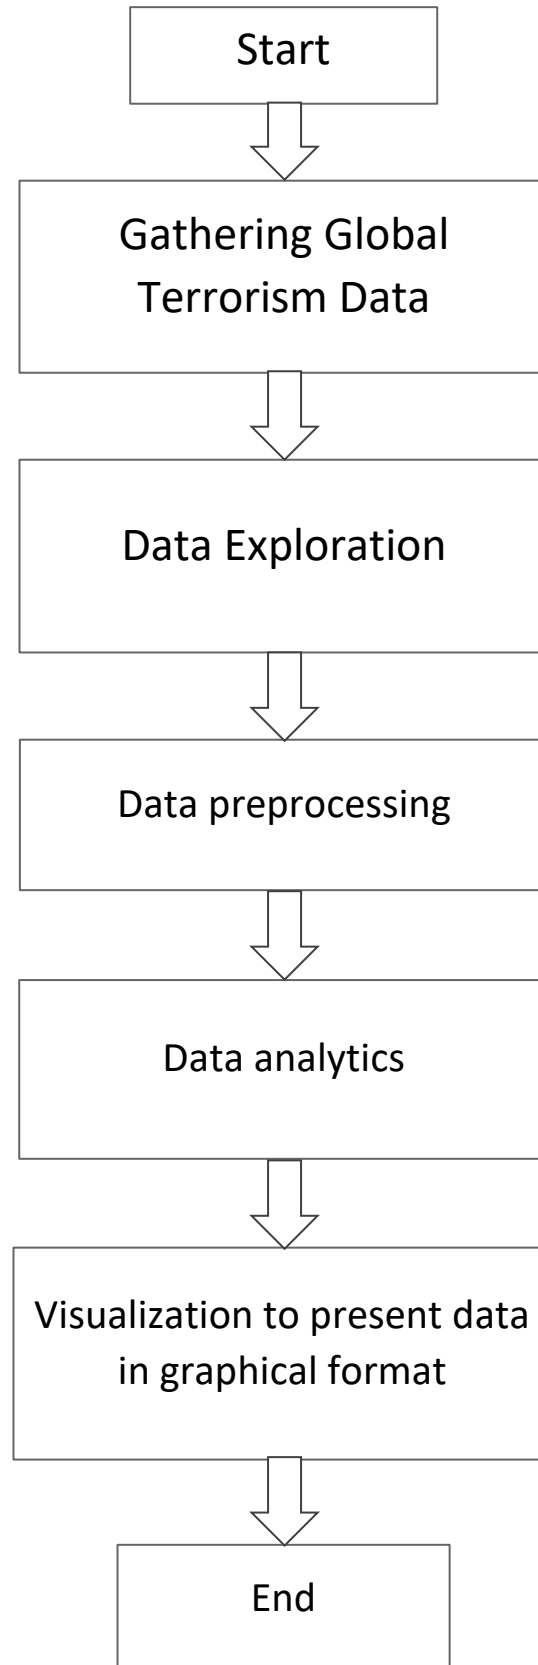 Start
Gathering Global
Terrorism Data
Data Exploration
Data preprocessing
Data analytics
Visualization to present data
in graphical format
End